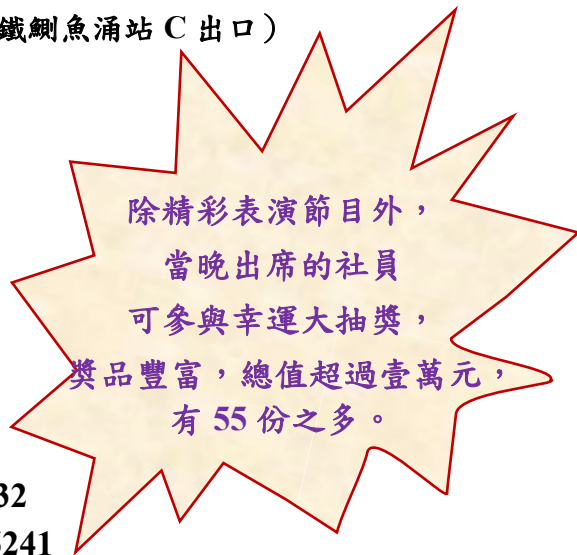 鐵鰂魚涌站 C 出口）
除精彩表演節目外，
當晚出席的社員
可參與幸運大抽獎，
獎品豐富，總值超過壹萬元，
有 55 份之多。
32
5241